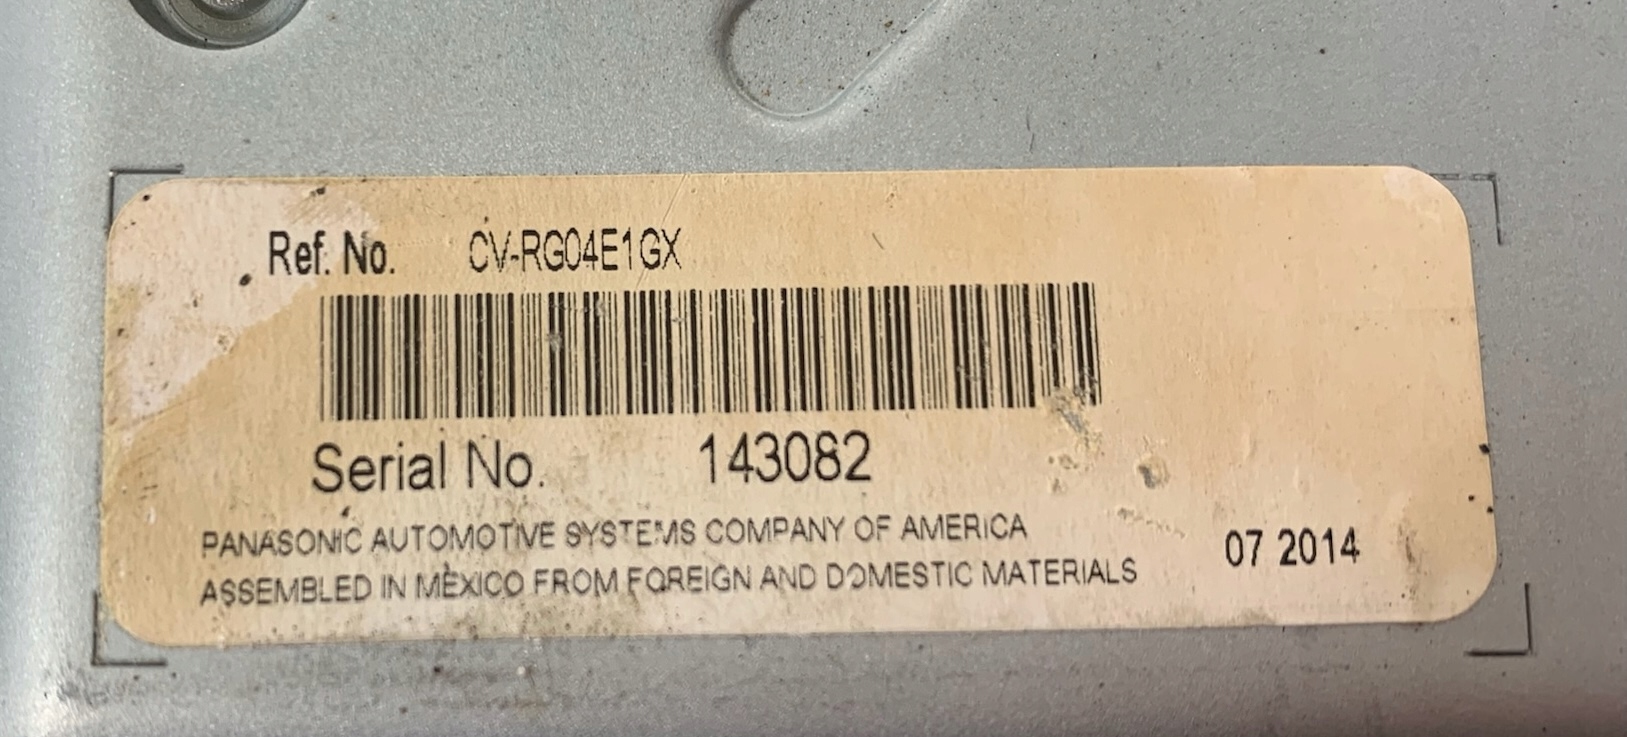 Ref. No. CV-RG04E1GX
Serial No. 143082
PANASONIC AUTOMOTIVE SYSTEMS COMPANY OF AMERICA
ASSEMBLED IN MEXICO FROM FOREIGN AND DOMESTIC MATERIALS
07 2014